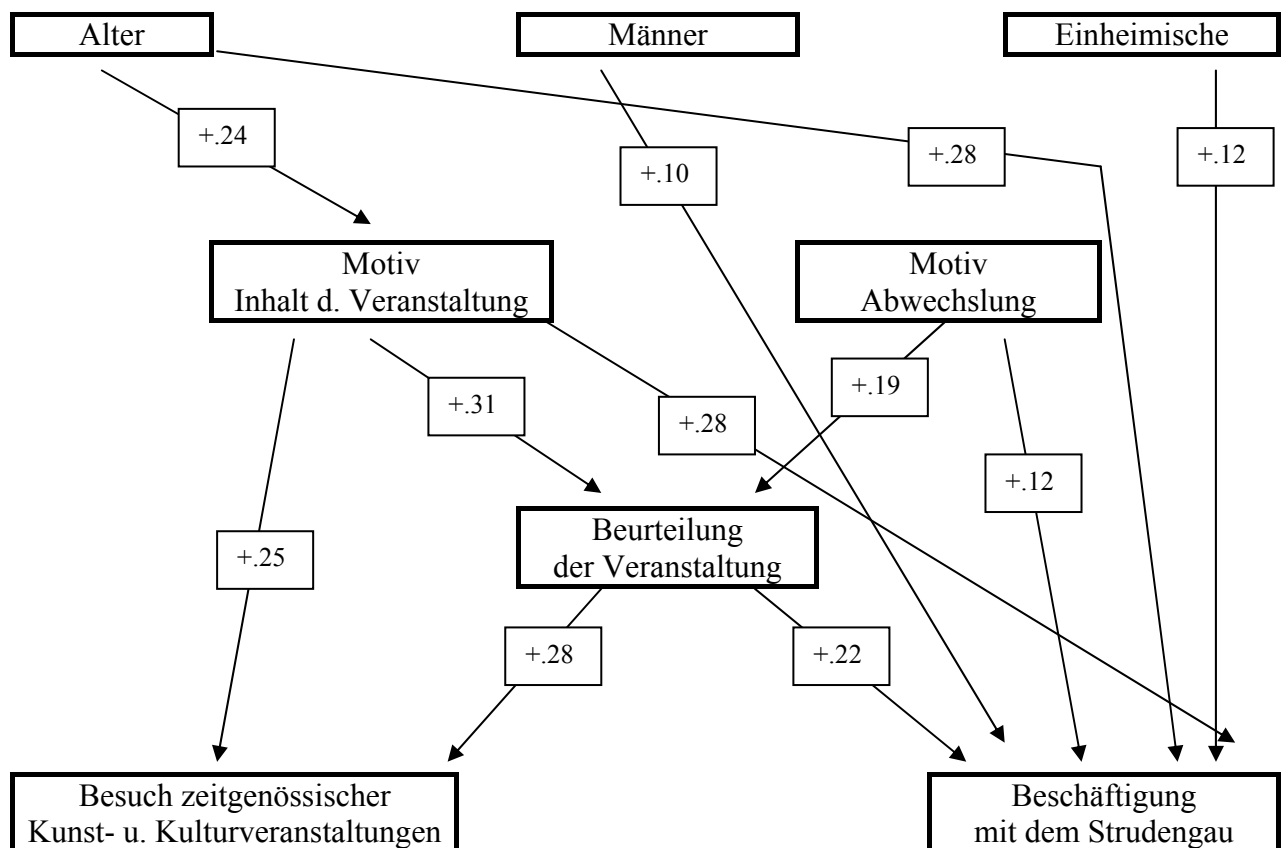 Alter
Männer
Einheimische
+.24
+.10
+.28
+.12
Motiv
Inhalt d. Veranstaltung
Motiv
Abwechslung
+.31
+.28
+.19
+.12
+.25
Beurteilung
der Veranstaltung
+.28
+.22
Besuch zeitgenössischer
Kunst- u. Kulturveranstaltungen
Beschäftigung
mit dem Strudengau